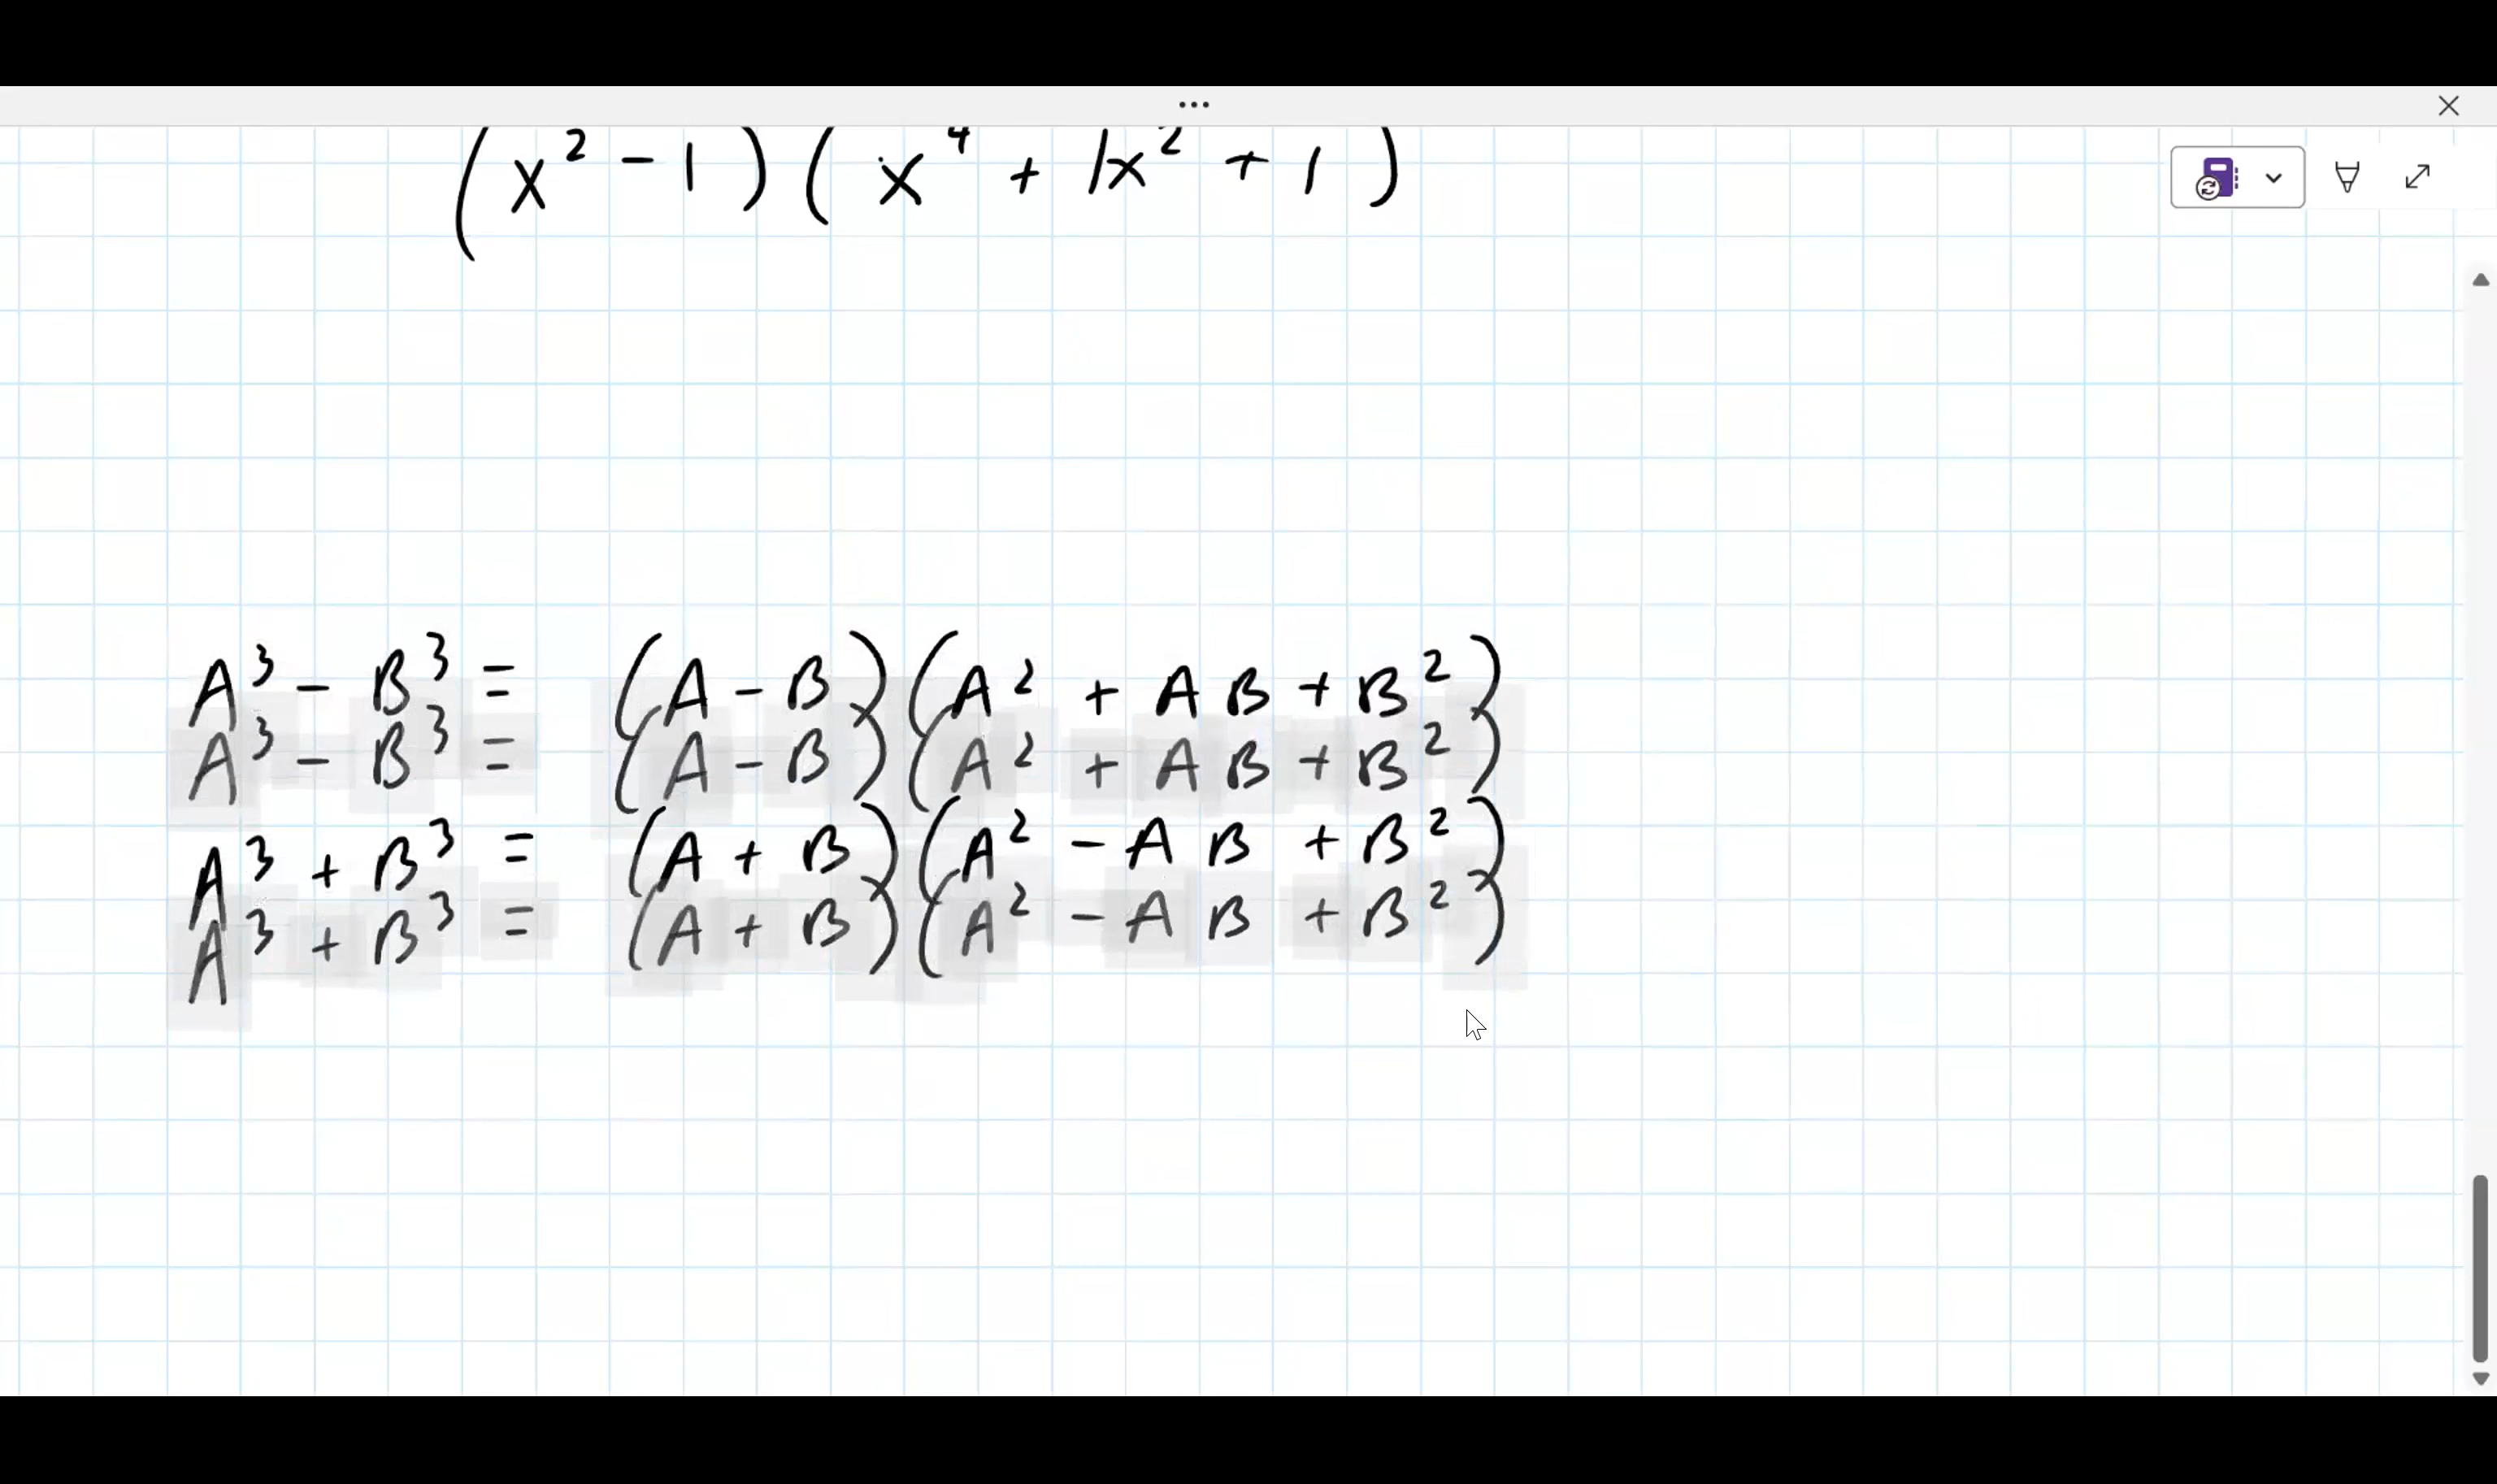 (x² - 1)(x⁴ + 1x² + 1)
A³ - B³ = (A - B)(A² + AB + B²)
A³ - B³ = (A - B)(A² + AB + B²)
A³ + B³ = (A + B)(A² - AB + B²)
A³ + B³ = (A + B)(A² - AB + B²)